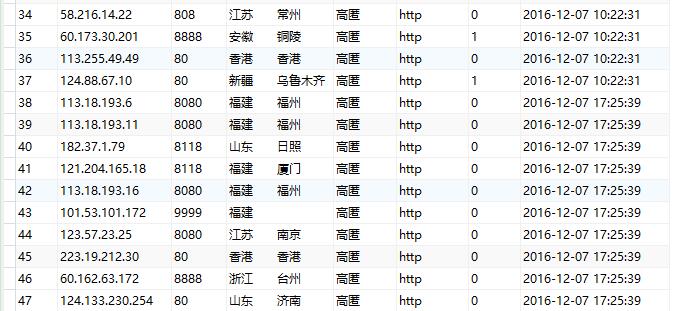 34 58.216.14.22 808 江苏 常州 高匿 http 0 2016-12-07 10:22:31
35 60.173.30.201 8888 安徽 铜陵 高匿 http 1 2016-12-07 10:22:31
36 113.255.49.49 80 香港 香港 高匿 http 0 2016-12-07 10:22:31
37 124.88.67.10 80 新疆 乌鲁木齐 高匿 http 1 2016-12-07 10:22:31
38 113.18.193.6 8080 福建 福州 高匿 http 0 2016-12-07 17:25:39
39 113.18.193.11 8080 福建 福州 高匿 http 0 2016-12-07 17:25:39
40 182.37.1.79 8118 山东 日照 高匿 http 0 2016-12-07 17:25:39
41 121.204.165.18 8118 福建 厦门 高匿 http 0 2016-12-07 17:25:39
42 113.18.193.16 8080 福建 福州 高匿 http 0 2016-12-07 17:25:39
43 101.53.101.172 9999 福建 高匿 http 0 2016-12-07 17:25:39
44 123.57.23.25 8080 江苏 南京 高匿 http 0 2016-12-07 17:25:39
45 223.19.212.30 80 香港 香港 高匿 http 0 2016-12-07 17:25:39
46 60.162.63.172 8888 浙江 台州 高匿 http 0 2016-12-07 17:25:39
47 124.133.230.254 80 山东 济南 高匿 http 0 2016-12-07 17:25:39